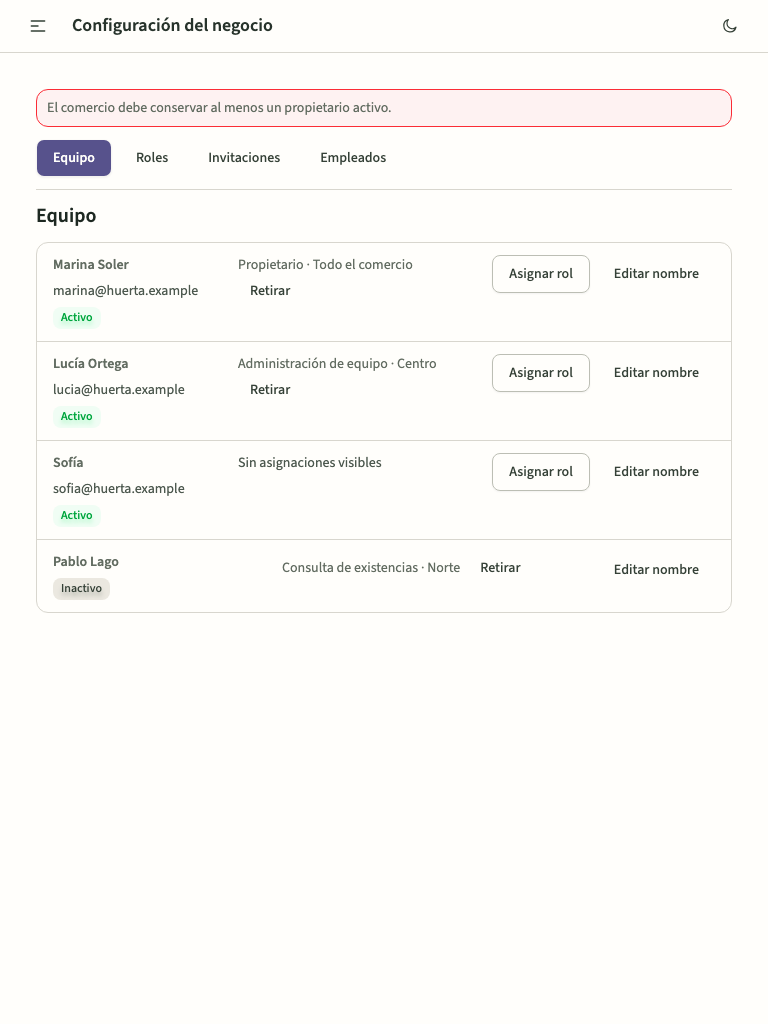 Configuración del negocio
El comercio debe conservar al menos un propietario activo.
Equipo
Roles
Invitaciones
Empleados
Equipo
Marina Soler
marina@huerta.example
Activo
Propietario · Todo el comercio
Retirar
Asignar rol
Editar nombre
Lucía Ortega
lucia@huerta.example
Activo
Administración de equipo · Centro
Retirar
Asignar rol
Editar nombre
Sofía
sofia@huerta.example
Activo
Sin asignaciones visibles
Asignar rol
Editar nombre
Pablo Lago
Inactivo
Consulta de existencias · Norte
Retirar
Editar nombre